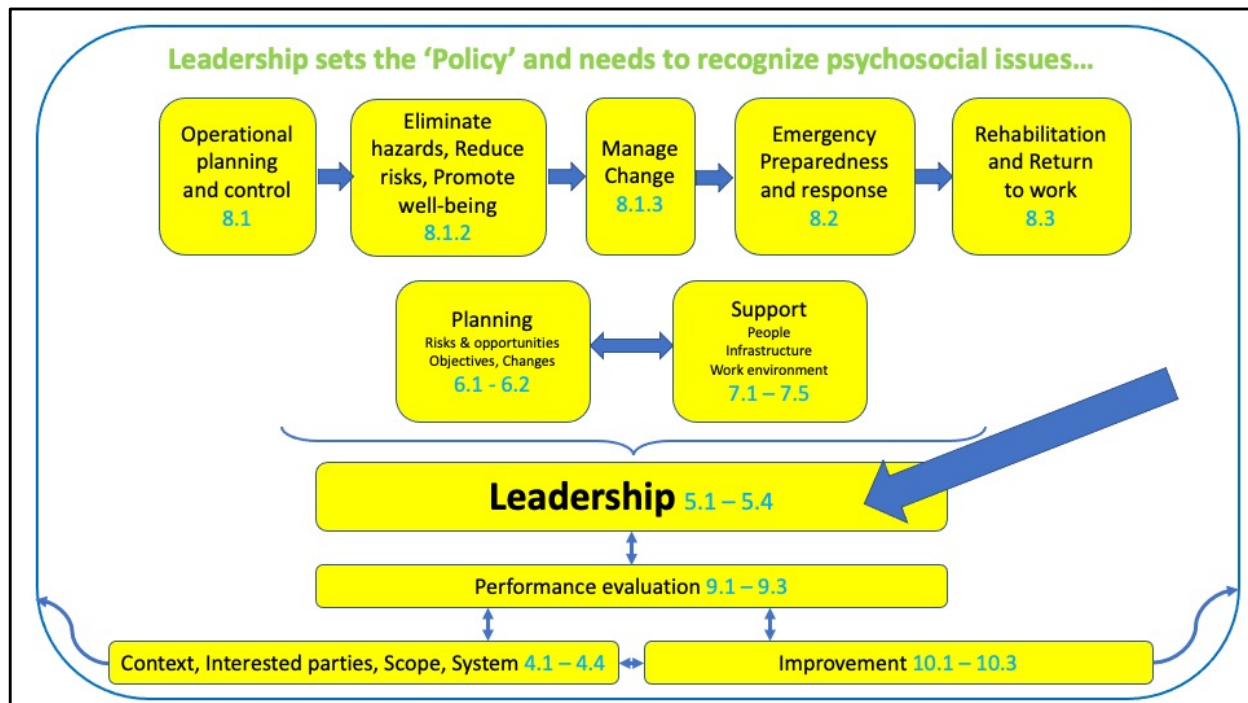 Leadership sets the ‘Policy’ and needs to recognize psychosocial issues…
Operational
planning
and control
8.1
Eliminate
hazards, Reduce
risks, Promote
well-being
8.1.2
Manage
Change
8.1.3
Emergency
Preparedness
and response
8.2
Rehabilitation
and Return
to work
8.3
Planning
Risks & opportunities
Objectives, Changes
6.1 - 6.2
Support
People
Infrastructure
Work environment
7.1 – 7.5
Leadership 5.1 – 5.4
Performance evaluation 9.1 – 9.3
Context, Interested parties, Scope, System 4.1 – 4.4
Improvement 10.1 – 10.3